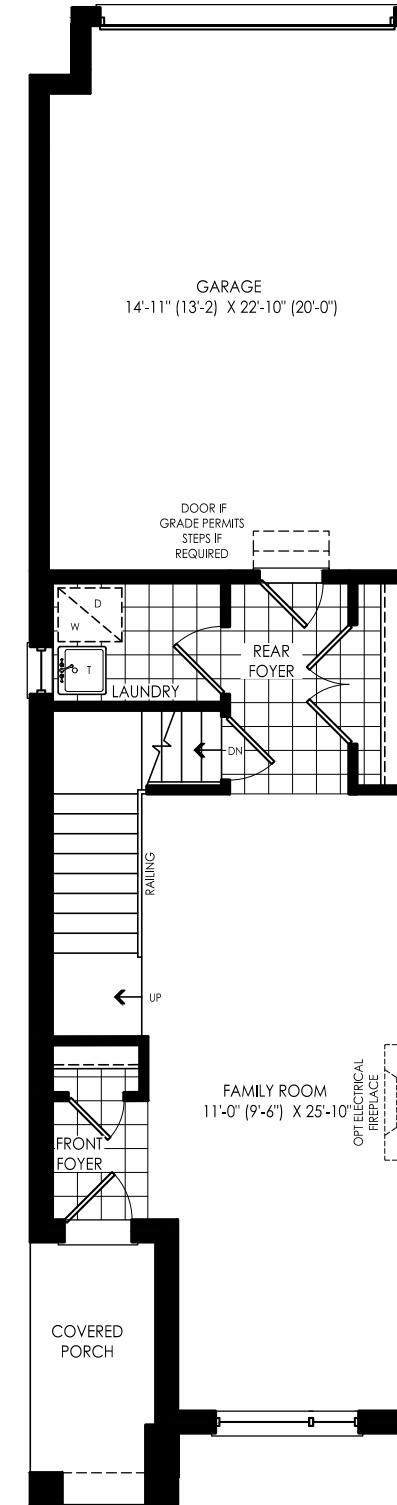 GARAGE
14'-11" (13'-2) X 22'-10" (20'-0")
DOOR IF
GRADE PERMITS
STEPS IF
REQUIRED
D
W
T
LAUNDRY
REAR
FOYER
DN
RAILING
UP
FAMILY ROOM
11'-0" (9'-6") X 25'-10"
OPT ELECTRICAL
FIREPLACE
FRONT
FOYER
COVERED
PORCH